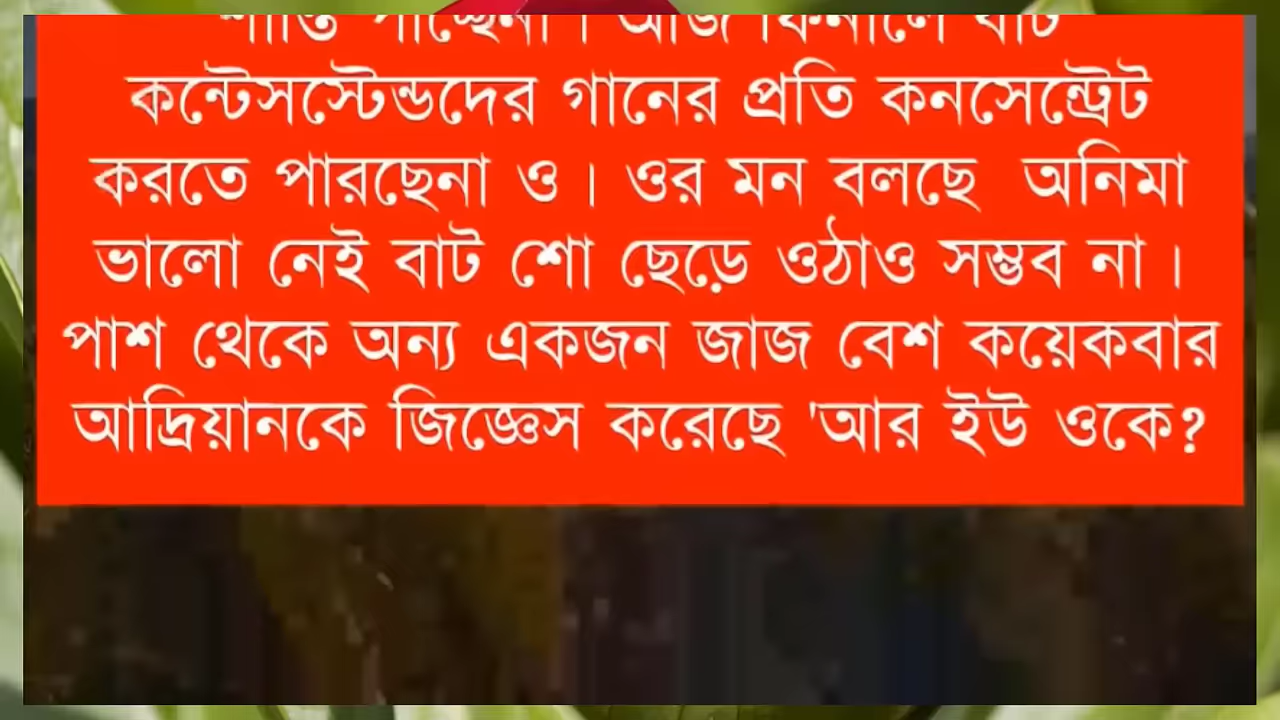 শান্তি পাচ্ছেনা। আজ ফিনালে বাট
কন্টেসস্টেন্ডদের গানের প্রতি কনসেন্ট্রেট
করতে পারছেনা ও। ওর মন বলছে অনিমা
ভালো নেই বাট শো ছেড়ে ওঠাও সম্ভব না।
পাশ থেকে অন্য একজন জাজ বেশ কয়েকবার
আদ্রিয়ানকে জিজ্ঞেস করেছে 'আর ইউ ওকে?